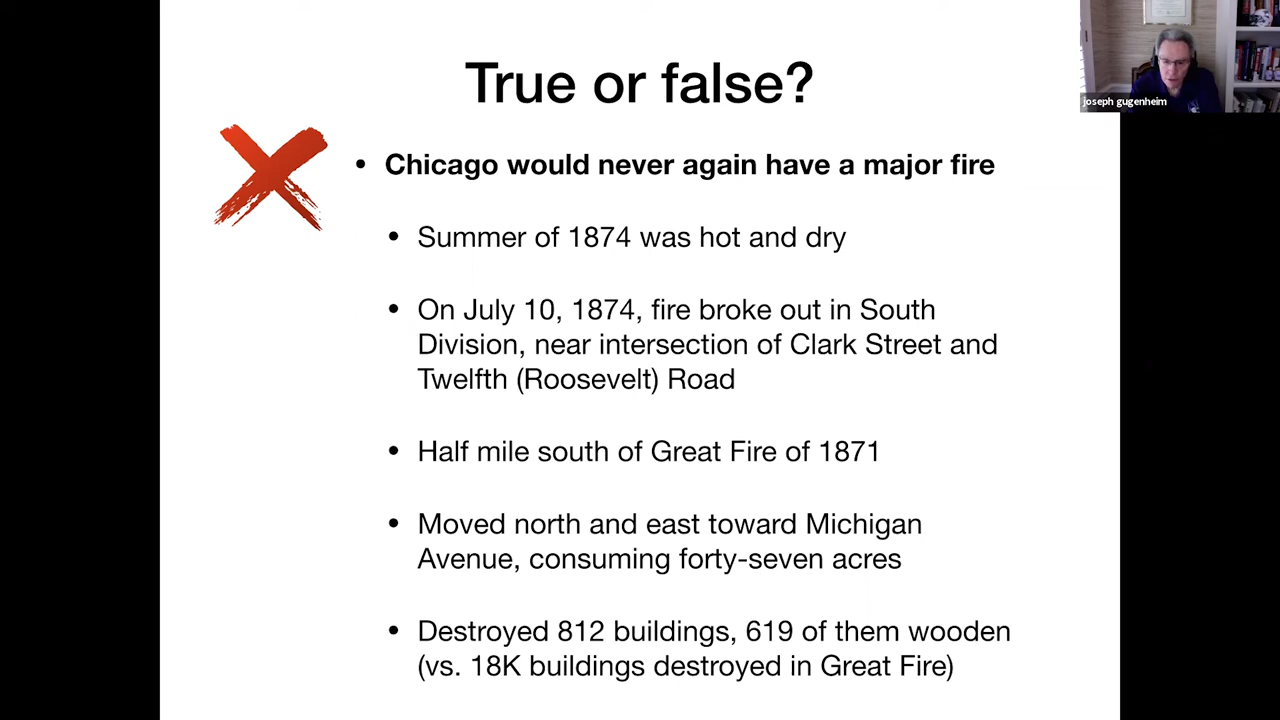 True or false?
joseph gugenheim
• Chicago would never again have a major fire
• Summer of 1874 was hot and dry
• On July 10, 1874, fire broke out in South
Division, near intersection of Clark Street and
Twelfth (Roosevelt) Road
• Half mile south of Great Fire of 1871
• Moved north and east toward Michigan
Avenue, consuming forty-seven acres
• Destroyed 812 buildings, 619 of them wooden
(vs. 18K buildings destroyed in Great Fire)